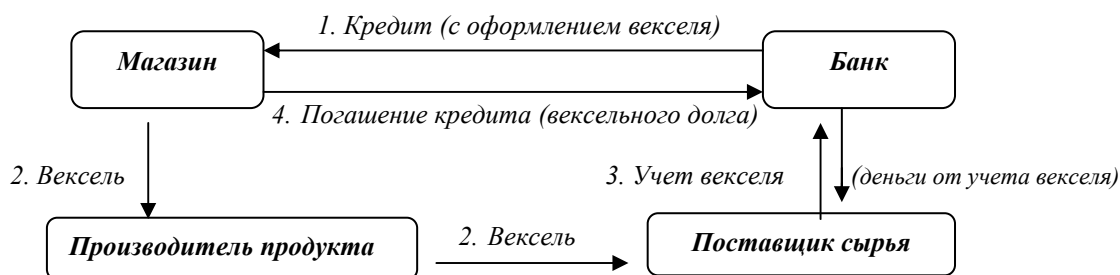 1. Кредит (с оформлением векселя)
Магазин
Банк
4. Погашение кредита (вексельного долга)
2. Вексель
3. Учет векселя
(деньги от учета векселя)
Производитель продукта
2. Вексель
Поставщик сырья